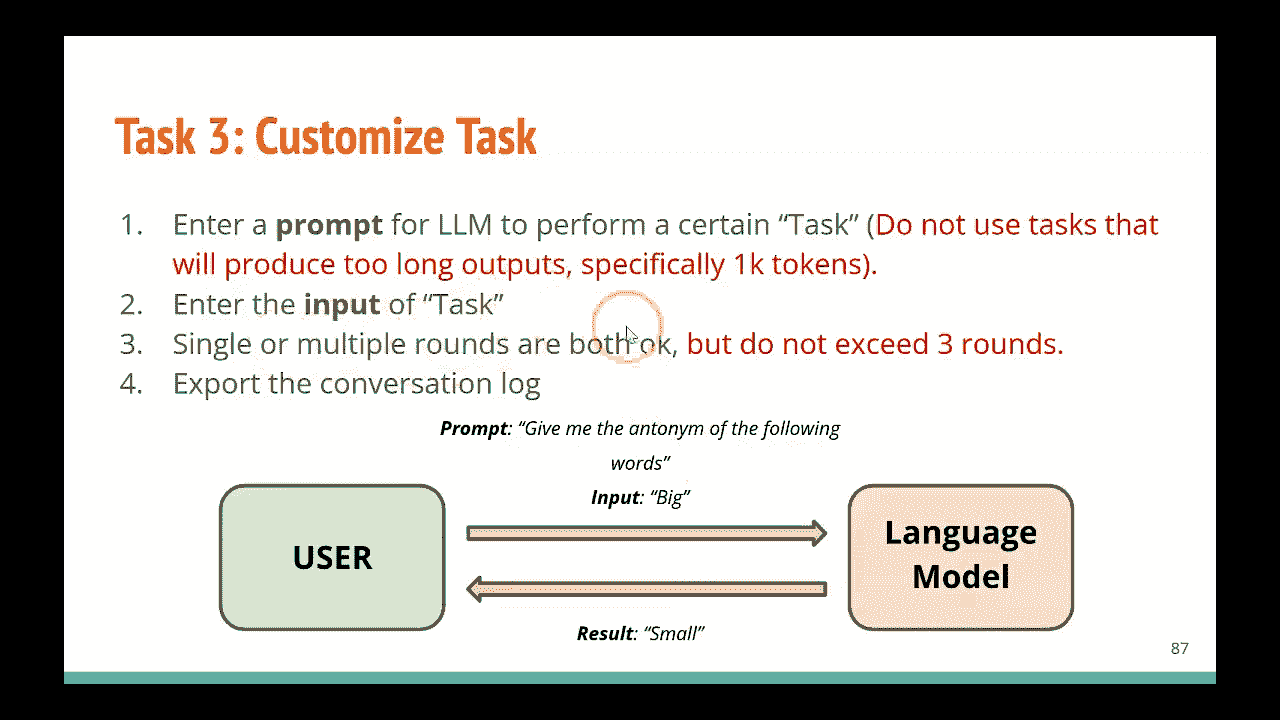 Task 3: Customize Task
1. Enter a prompt for LLM to perform a certain “Task” (Do not use tasks that
will produce too long outputs, specifically 1k tokens).
2. Enter the input of “Task”
3. Single or multiple rounds are both ok, but do not exceed 3 rounds.
4. Export the conversation log
Prompt: “Give me the antonym of the following
words”
Input: “Big”
USER
Language
Model
Result: “Small”
87